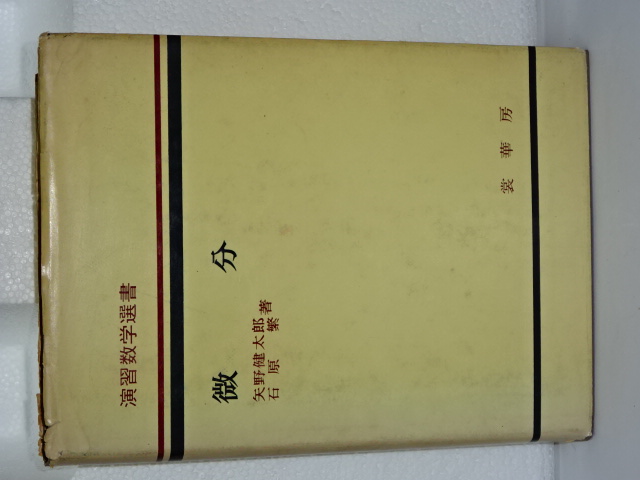 演習数学選書
微分
矢野健太郎
石原繁
著
裳華房